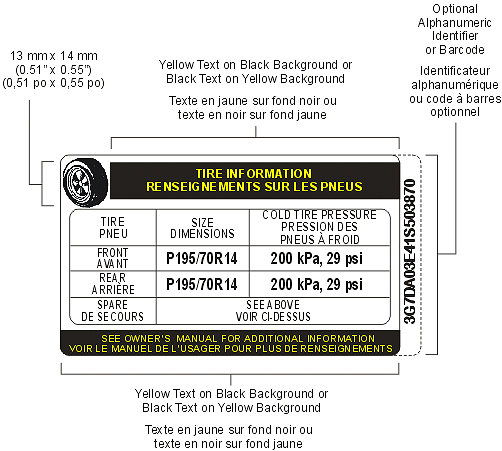 Optional
Alphanumeric
Identifier
or Barcode
Identificateur
alphanumérique
ou code à barres
optionnel
13 mm x 14 mm
(0.51" x 0.55")
(0,51 po x 0,55 po)
Yellow Text on Black Background or
Black Text on Yellow Background
Texte en jaune sur fond noir ou
texte en noir sur fond jaune
TIRE INFORMATION
RENSEIGNEMENTS SUR LES PNEUS
TIRE
PNEU
SIZE
DIMENSIONS
COLD TIRE PRESSURE
PRESSION DES
PNEUS À FROID
FRONT
AVANT
P195/70R14
200 kPa, 29 psi
REAR
ARRIÈRE
P195/70R14
200 kPa, 29 psi
SPARE
DE SECOURS
SEE ABOVE
VOIR CI-DESSUS
SEE OWNER'S MANUAL FOR ADDITIONAL INFORMATION
VOIR LE MANUEL DE L'USAGER POUR PLUS DE RENSEIGNEMENTS
3G7DA03E41S503870
Yellow Text on Black Background or
Black Text on Yellow Background
Texte en jaune sur fond noir ou
texte en noir sur fond jaune